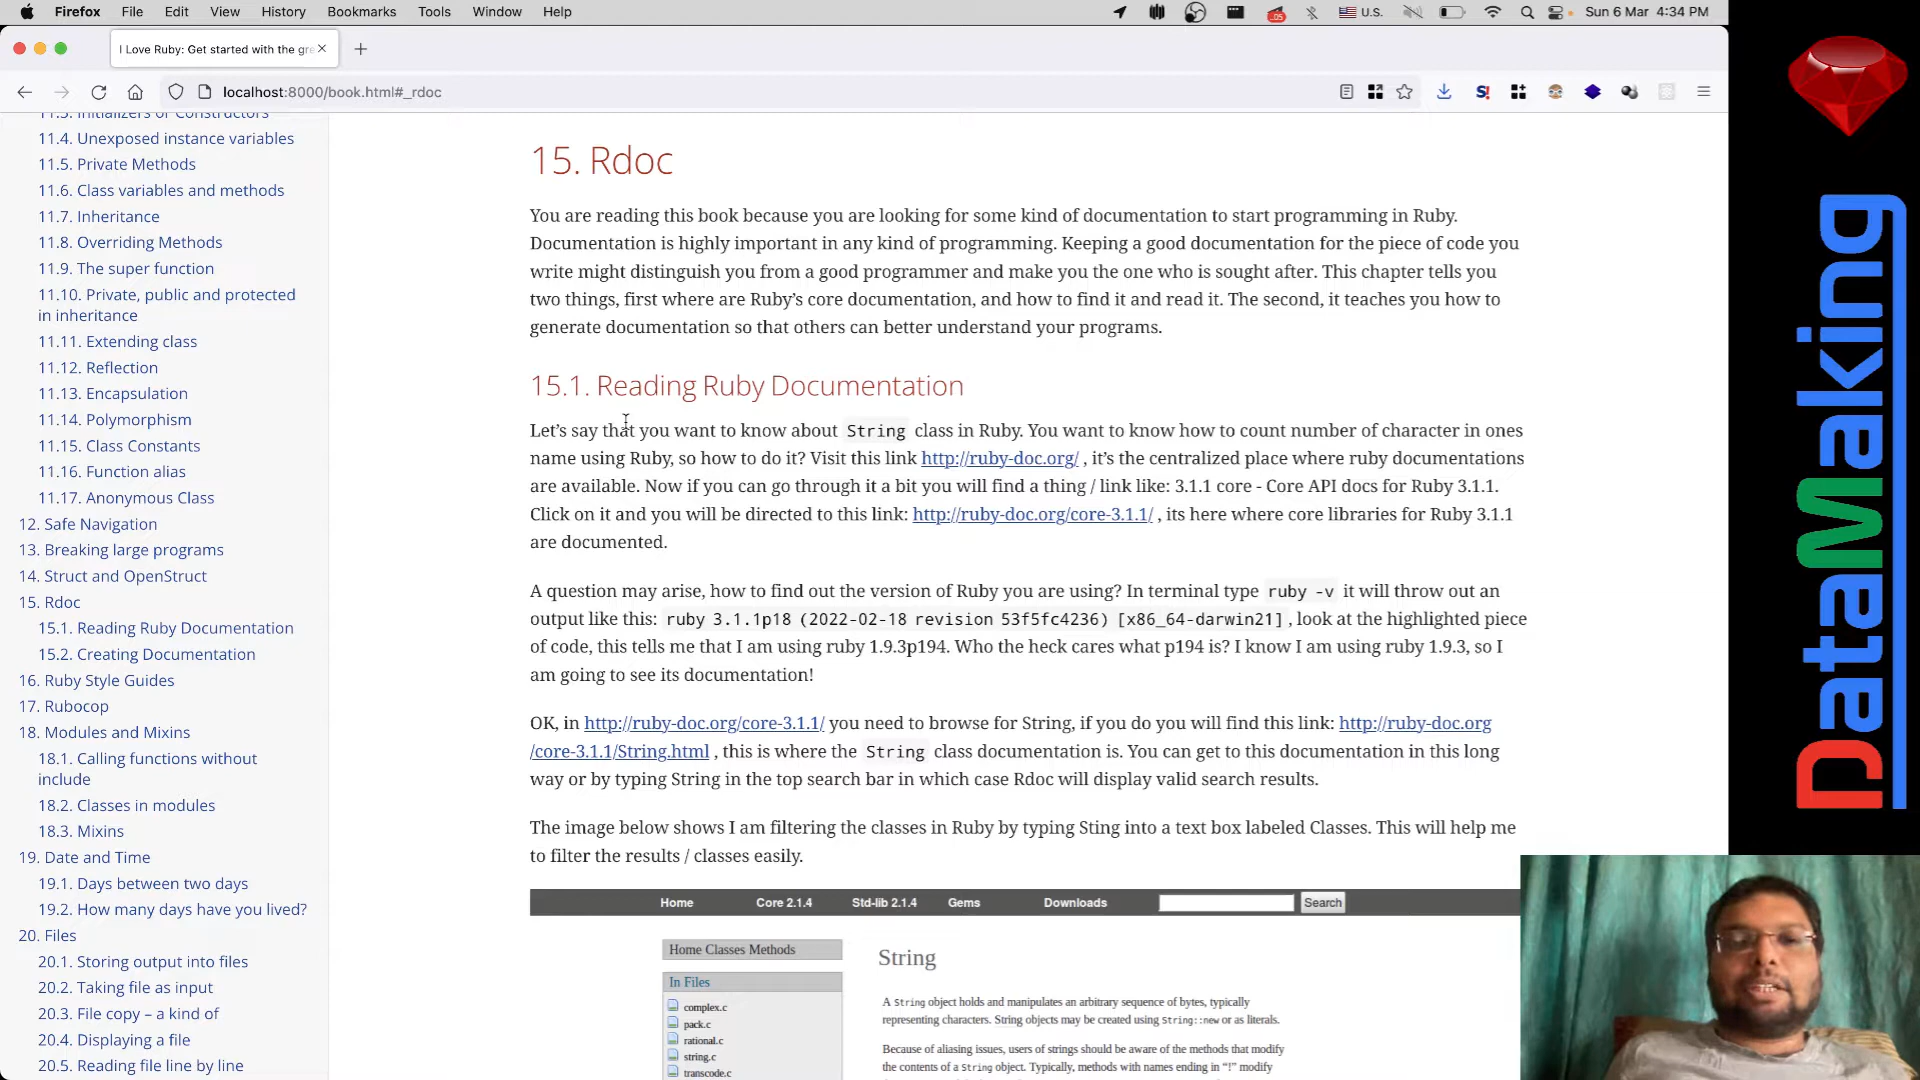 Firefox File Edit View History Bookmarks Tools Window Help
U.S. Sun 6 Mar 4:34 PM
I Love Ruby: Get started with the gre
localhost:8000/book.html#_rdoc
11.3. Initializers or Constructors
11.4. Unexposed instance variables
11.5. Private Methods
11.6. Class variables and methods
11.7. Inheritance
11.8. Overriding Methods
11.9. The super function
11.10. Private, public and protected
in inheritance
11.11. Extending class
11.12. Reflection
11.13. Encapsulation
11.14. Polymorphism
11.15. Class Constants
11.16. Function alias
11.17. Anonymous Class
12. Safe Navigation
13. Breaking large programs
14. Struct and OpenStruct
15. Rdoc
15.1. Reading Ruby Documentation
15.2. Creating Documentation
16. Ruby Style Guides
17. Rubocop
18. Modules and Mixins
18.1. Calling functions without
include
18.2. Classes in modules
18.3. Mixins
19. Date and Time
19.1. Days between two days
19.2. How many days have you lived?
20. Files
20.1. Storing output into files
20.2. Taking file as input
20.3. File copy – a kind of
20.4. Displaying a file
20.5. Reading file line by line
15. Rdoc
You are reading this book because you are looking for some kind of documentation to start programming in Ruby.
Documentation is highly important in any kind of programming. Keeping a good documentation for the piece of code you
write might distinguish you from a good programmer and make you the one who is sought after. This chapter tells you
two things, first where are Ruby’s core documentation, and how to find it and read it. The second, it teaches you how to
generate documentation so that others can better understand your programs.
15.1. Reading Ruby Documentation
Let’s say that you want to know about String class in Ruby. You want to know how to count number of character in ones
name using Ruby, so how to do it? Visit this link http://ruby-doc.org/ , it’s the centralized place where ruby documentations
are available. Now if you can go through it a bit you will find a thing / link like: 3.1.1 core - Core API docs for Ruby 3.1.1.
Click on it and you will be directed to this link: http://ruby-doc.org/core-3.1.1/ , its here where core libraries for Ruby 3.1.1
are documented.
A question may arise, how to find out the version of Ruby you are using? In terminal type ruby -v it will throw out an
output like this: ruby 3.1.1p18 (2022-02-18 revision 53f5fc4236) [x86_64-darwin21] , look at the highlighted piece
of code, this tells me that I am using ruby 1.9.3p194. Who the heck cares what p194 is? I know I am using ruby 1.9.3, so I
am going to see its documentation!
OK, in http://ruby-doc.org/core-3.1.1/ you need to browse for String, if you do you will find this link: http://ruby-doc.org
/core-3.1.1/String.html , this is where the String class documentation is. You can get to this documentation in this long
way or by typing String in the top search bar in which case Rdoc will display valid search results.
The image below shows I am filtering the classes in Ruby by typing Sting into a text box labeled Classes. This will help me
to filter the results / classes easily.
Home Core 2.1.4 Std-lib 2.1.4 Gems Downloads Search
Home Classes Methods
In Files
complex.c
pack.c
rational.c
string.c
transcode.c
String
A String object holds and manipulates an arbitrary sequence of bytes, typically
representing characters. String objects may be created using String::new or as literals.
Because of aliasing issues, users of strings should be aware of the methods that modify
the contents of a String object. Typically, methods with names ending in “!” modify
DataMaking